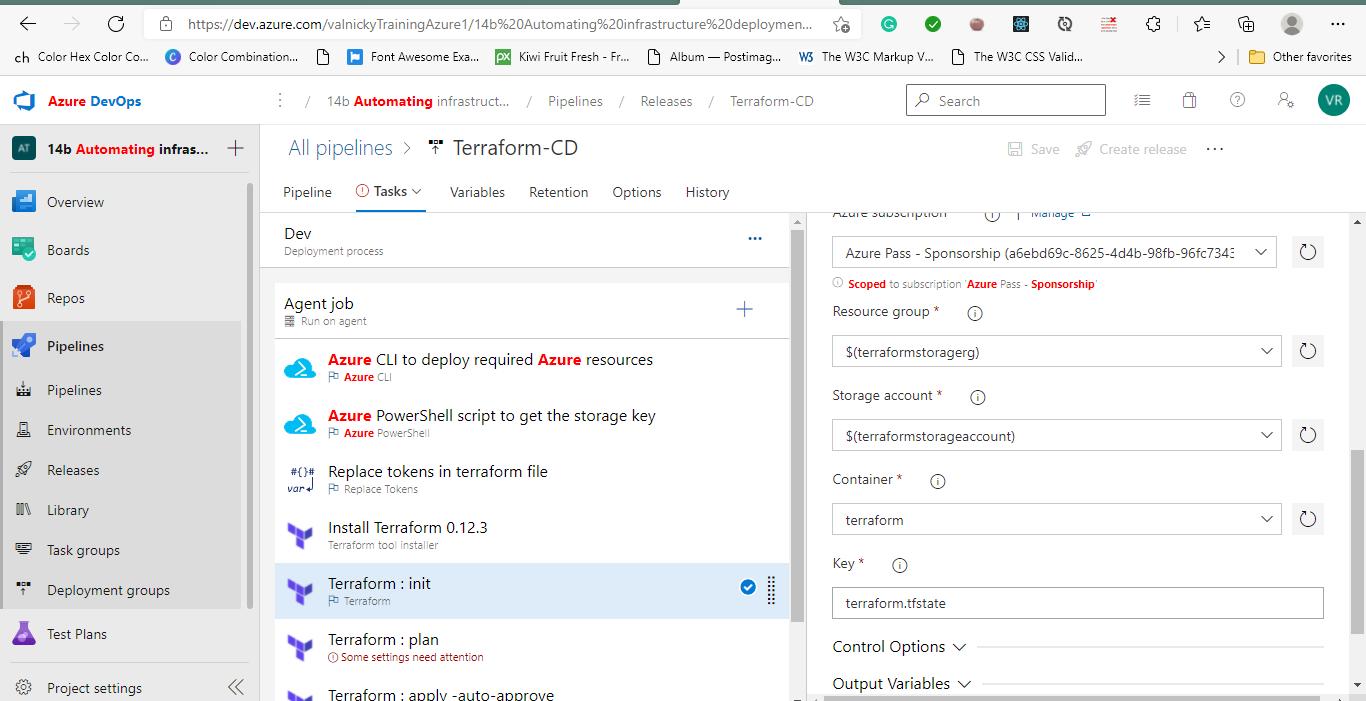 https://dev.azure.com/valnickyTrainingAzure1/14b%20Automating%20infrastructure%20deploymen...
ch Color Hex Color Co...
C Color Combination...
Font Awesome Exa...
px Kiwi Fruit Fresh - Fr...
Album — Postimag...
W3 The W3C Markup V...
The W3C CSS Valid...
Other favorites
Azure DevOps
/ 14b Automating infrastruct... / Pipelines / Releases / Terraform-CD
Search
VR
AT 14b Automating infras...
Overview
Boards
Repos
Pipelines
Pipelines
Environments
Releases
Library
Task groups
Deployment groups
Test Plans
Project settings
All pipelines > Terraform-CD
Save
Create release
Pipeline
Tasks
Variables
Retention
Options
History
Dev
Deployment process
Agent job
Run on agent
Azure CLI to deploy required Azure resources
Azure CLI
Azure PowerShell script to get the storage key
Azure PowerShell
#{}#
var
Replace tokens in terraform file
Replace Tokens
Install Terraform 0.12.3
Terraform tool installer
Terraform : init
Terraform
Terraform : plan
Some settings need attention
Terraform : apply -auto-approve
Azure subscription | Manage
Azure Pass - Sponsorship (a6ebd69c-8625-4d4b-98fb-96fc7343
Scoped to subscription 'Azure Pass - Sponsorship'
Resource group *
$(terraformstoragerg)
Storage account *
$(terraformstorageaccount)
Container *
terraform
Key *
terraform.tfstate
Control Options
Output Variables